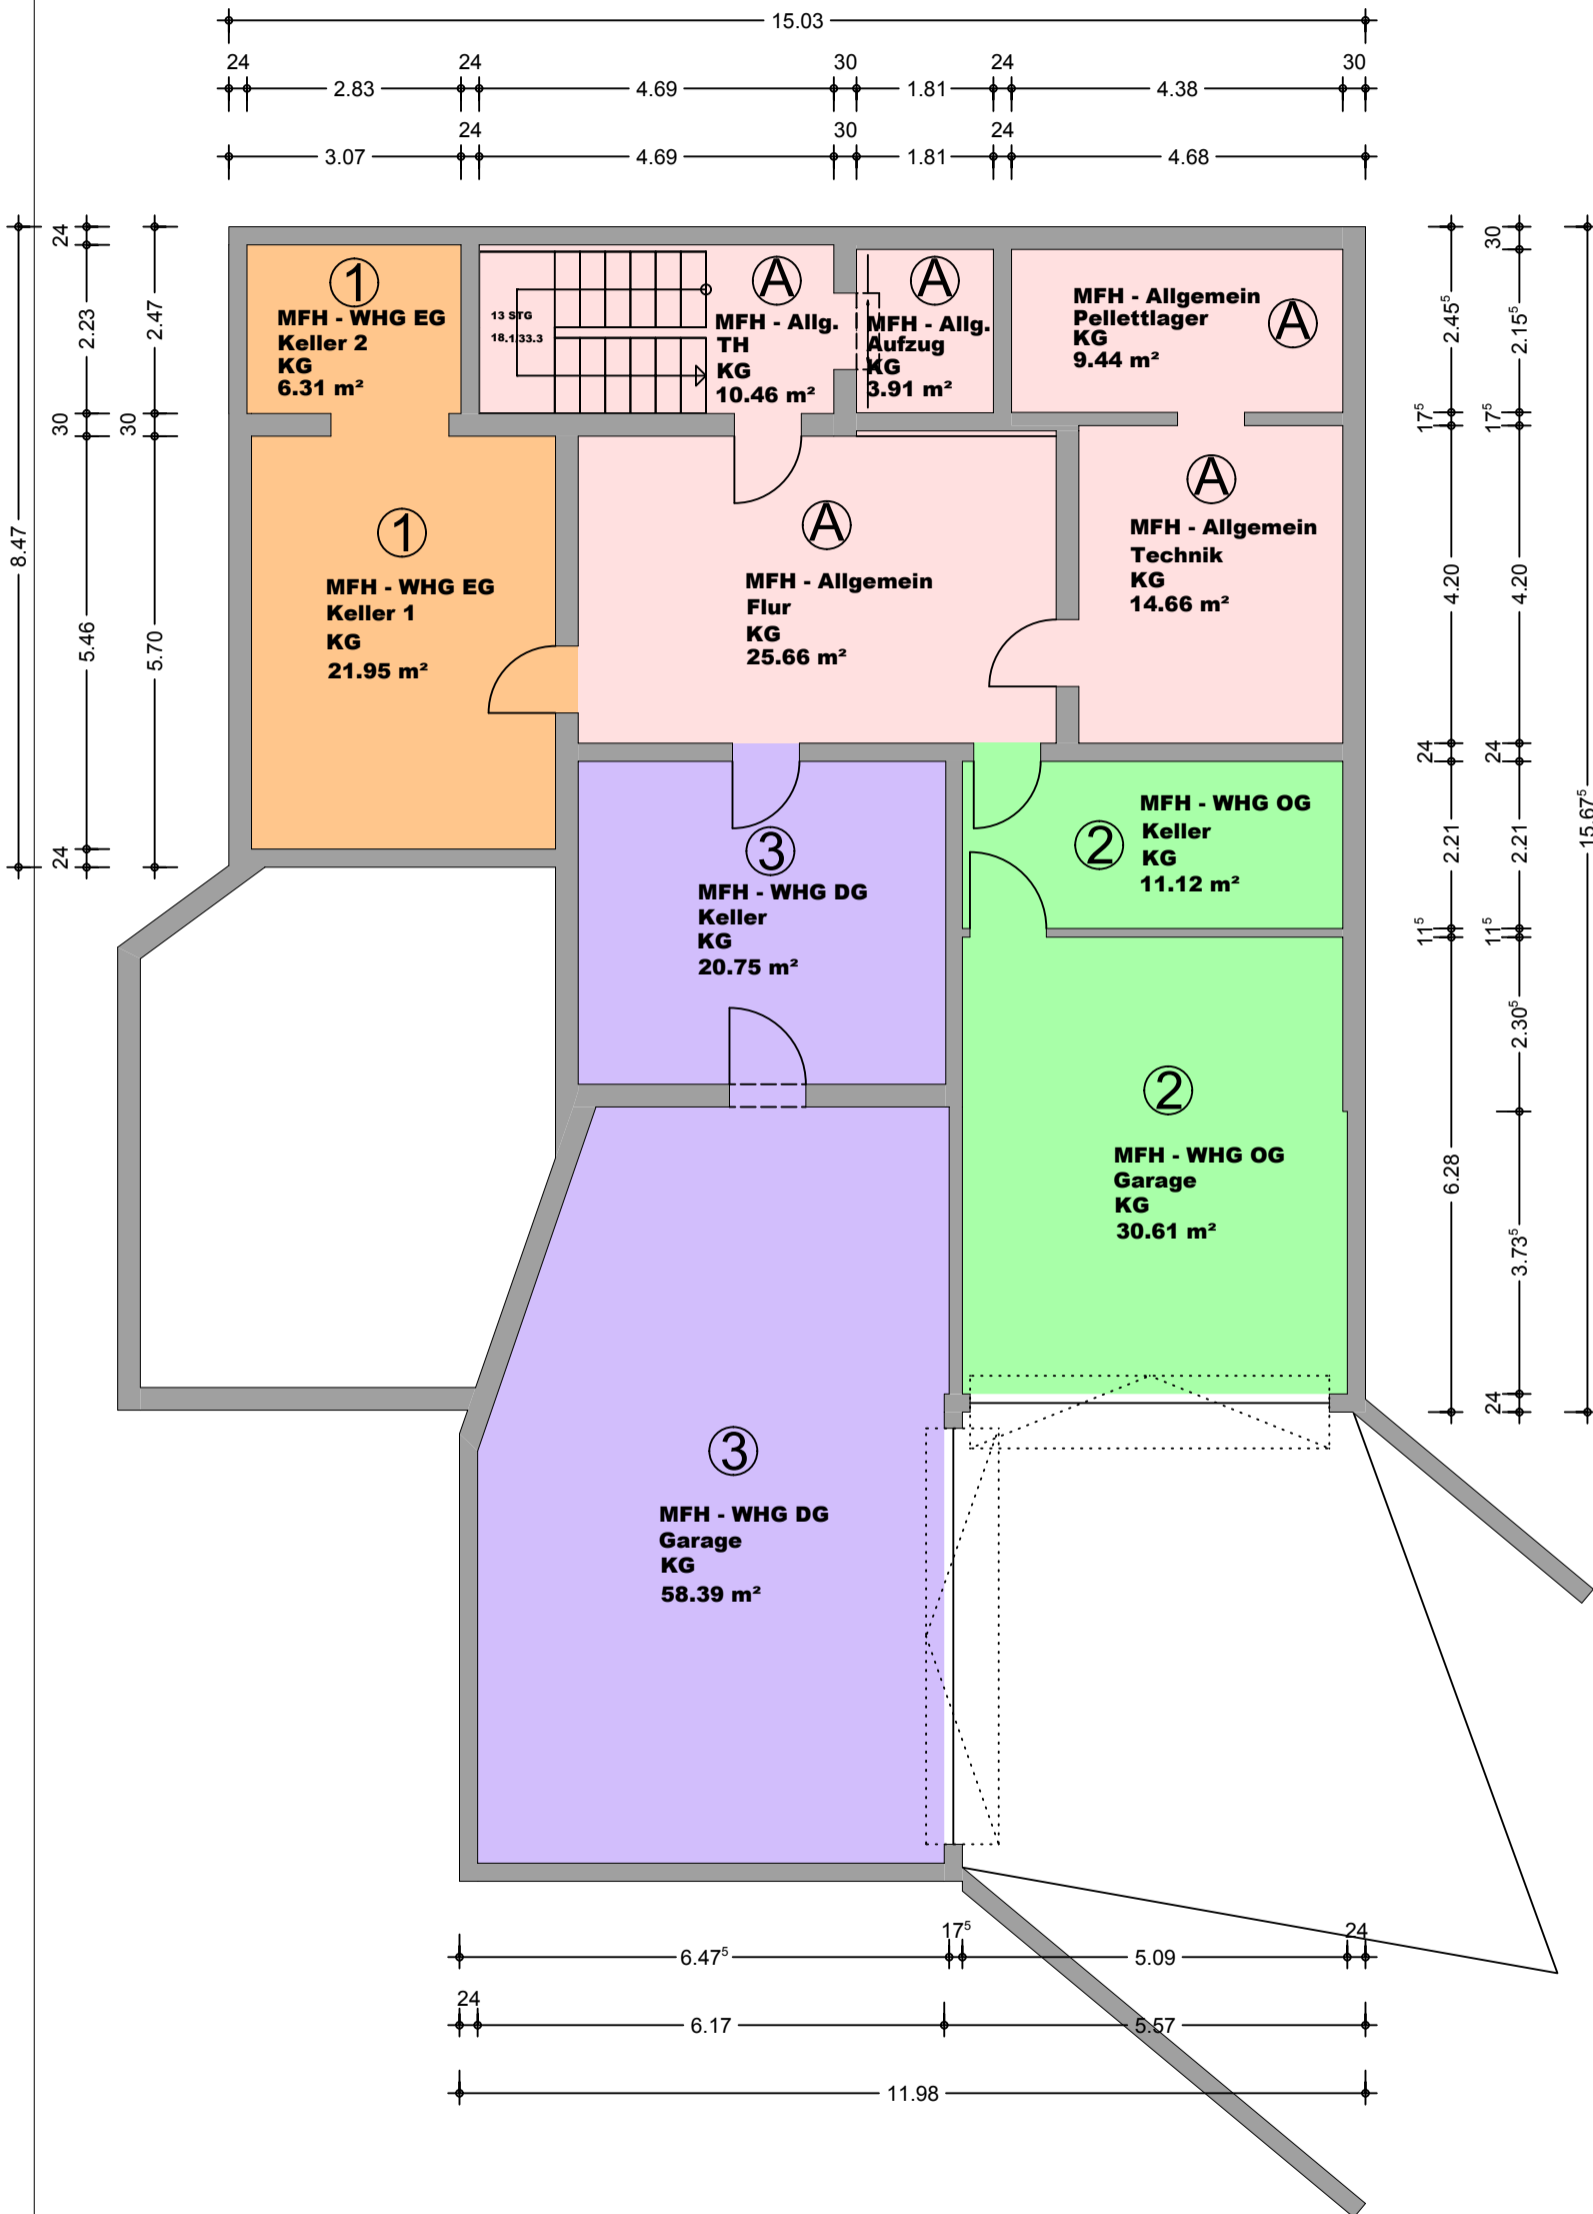 15.03
24 24 30 24 30
2.83 4.69 1.81 4.38
24 30 24
3.07 4.69 1.81 4.68
8.47
24
2.23
30
5.46
24
2.47
30
5.70
1
MFH - WHG EG
Keller 2
KG
6.31 m²
13 STG
18.1/33.3
A
MFH - Allg.
TH
KG
10.46 m²
A
MFH - Allg.
Aufzug
KG
3.91 m²
MFH - Allgemein
Pellettlager
KG
9.44 m²
A
1
MFH - WHG EG
Keller 1
KG
21.95 m²
A
MFH - Allgemein
Flur
KG
25.66 m²
A
MFH - Allgemein
Technik
KG
14.66 m²
3
MFH - WHG DG
Keller
KG
20.75 m²
2
MFH - WHG OG
Keller
KG
11.12 m²
2
MFH - WHG OG
Garage
KG
30.61 m²
3
MFH - WHG DG
Garage
KG
58.39 m²
2.45⁵
17⁵
4.20
24
2.21
11⁵
6.28
30
2.15⁵
17⁵
4.20
24
2.21
11⁵
2.30⁵
3.73⁵
24
15.67⁵
17⁵ 24
6.47⁵ 5.09
24
6.17 5.57
11.98